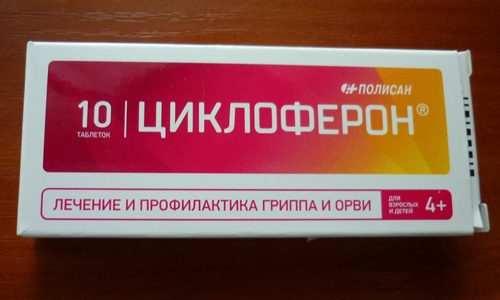 ПОЛИСАН
10
ТАБЛЕТОК
ЦИКЛОФЕРОН®
ЛЕЧЕНИЕ И ПРОФИЛАКТИКА ГРИППА И ОРВИ
ДЛЯ
ВЗРОСЛЫХ
И ДЕТЕЙ
4+